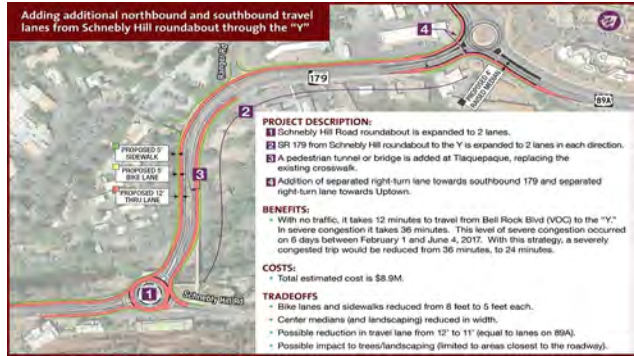 Adding additional northbound and southbound travel
lanes from Schnebly Hill roundabout through the "Y"
4
179
2
PROPOSED 4'
RAISED MEDIAN
89A
PROPOSED 5'
SIDEWALK
PROPOSED 5'
BIKE LANE
PROPOSED 12'
THRU LANE
3
1
Schnebly Hill Rd
PROJECT DESCRIPTION:
1 Schnebly Hill Road roundabout is expanded to 2 lanes.
2 SR 179 from Schnebly Hill roundabout to the Y is expanded to 2 lanes in each direction.
3 A pedestrian tunnel or bridge is added at Tlaquepaque, replacing the
existing crosswalk.
4 Addition of separated right-turn lane towards southbound 179 and separated
right-turn lane towards Uptown.
BENEFITS:
• With no traffic, it takes 12 minutes to travel from Bell Rock Blvd (VOC) to the "Y."
In severe congestion it takes 36 minutes. This level of severe congestion occurred
on 6 days between February 1 and June 4, 2017. With this strategy, a severely
congested trip would be reduced from 36 minutes, to 24 minutes.
COSTS:
• Total estimated cost is $8.9M.
TRADEOFFS
• Bike lanes and sidewalks reduced from 8 feet to 5 feet each.
• Center medians (and landscaping) reduced in width.
• Possible reduction in travel lane from 12' to 11' (equal to lanes on 89A).
• Possible impact to trees/landscaping (limited to areas closest to the roadway).